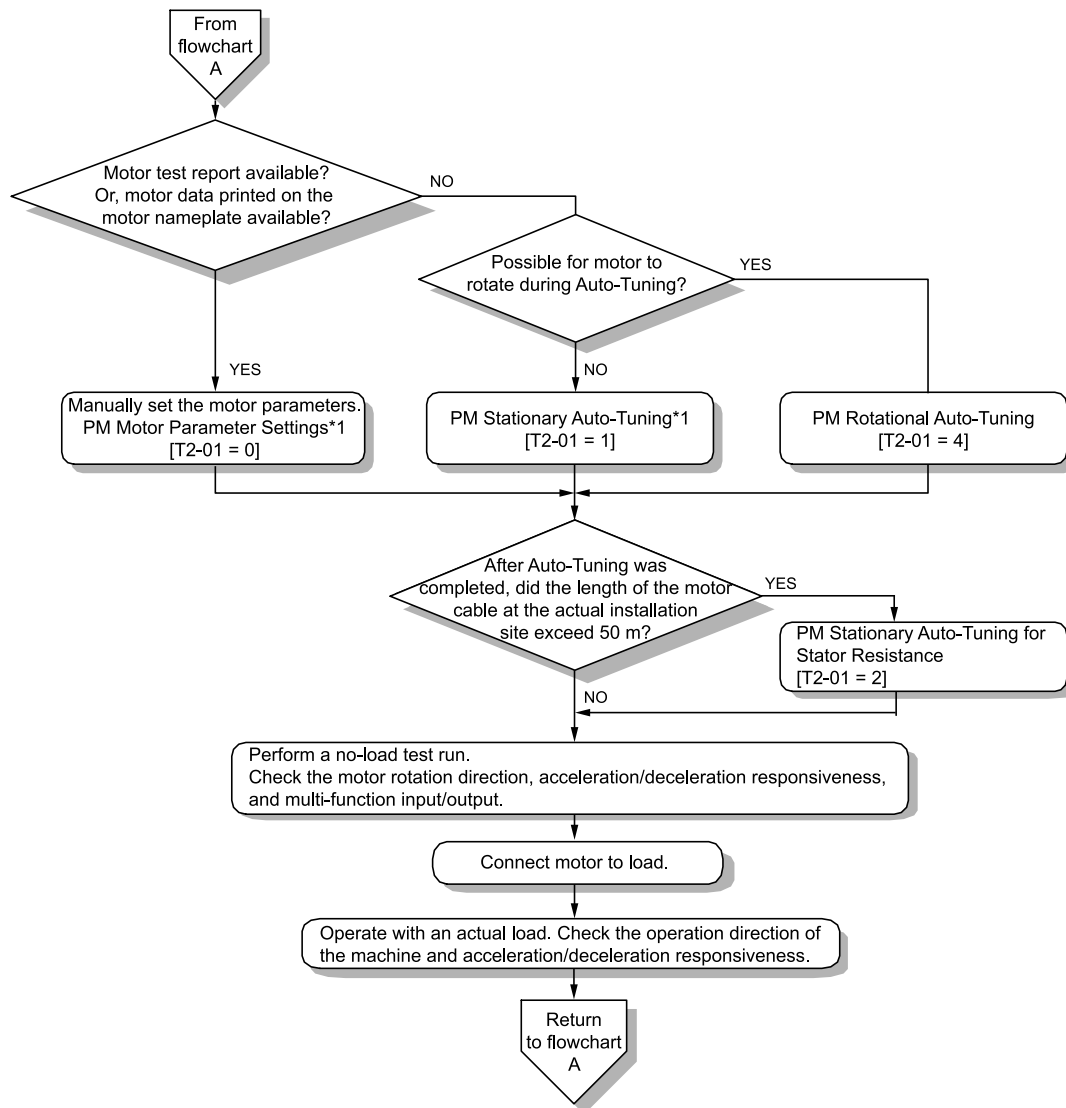 From
flowchart
A
Motor test report available?
Or, motor data printed on the
motor nameplate available?
NO
Possible for motor to
rotate during Auto-Tuning?
YES
YES
NO
Manually set the motor parameters.
PM Motor Parameter Settings*1
[T2-01 = 0]
PM Stationary Auto-Tuning*1
[T2-01 = 1]
PM Rotational Auto-Tuning
[T2-01 = 4]
After Auto-Tuning was
completed, did the length of the motor
cable at the actual installation
site exceed 50 m?
YES
PM Stationary Auto-Tuning for
Stator Resistance
[T2-01 = 2]
NO
Perform a no-load test run.
Check the motor rotation direction, acceleration/deceleration responsiveness,
and multi-function input/output.
Connect motor to load.
Operate with an actual load. Check the operation direction of
the machine and acceleration/deceleration responsiveness.
Return
to flowchart
A